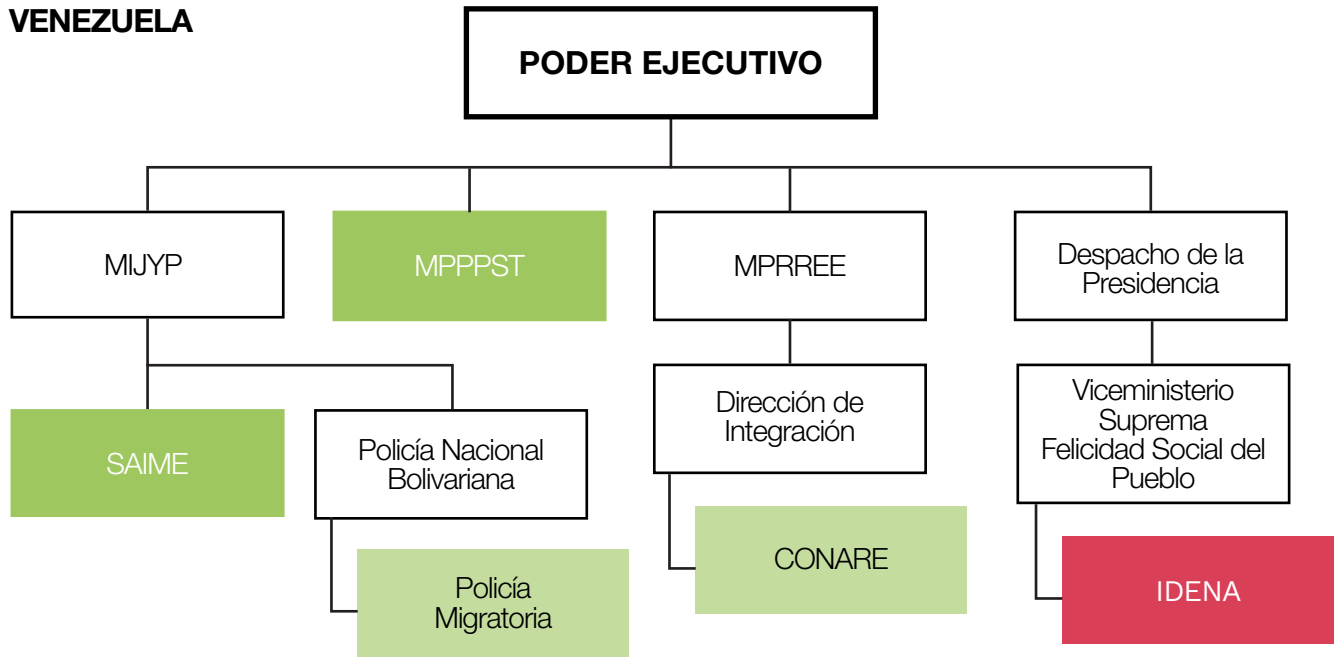 VENEZUELA
PODER EJECUTIVO
MIJYP
MPPPST
MPRREE
Despacho de la
Presidencia
SAIME
Policía Nacional
Bolivariana
Dirección de
Integración
Viceministerio
Suprema
Felicidad Social del
Pueblo
Policía
Migratoria
CONARE
IDENA